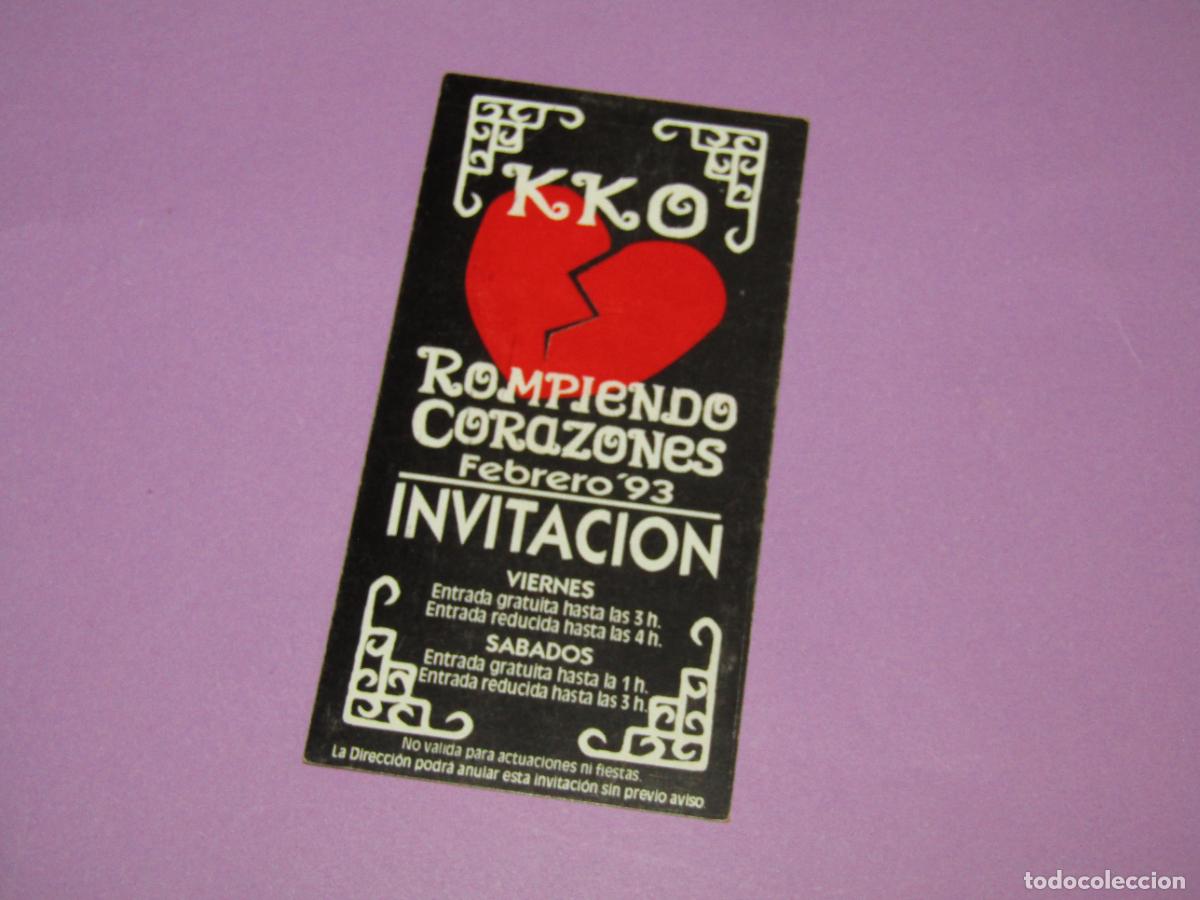 KKO
ROMPIENDO
CORAZONES
Febrero '93
INVITACION
VIERNES
Entrada gratuita hasta las 3 h.
Entrada reducida hasta las 4 h.
SABADOS
Entrada gratuita hasta la 1 h.
Entrada reducida hasta las 3 h.
No valida para actuaciones ni fiestas.
La Dirección podrá anular esta invitación sin previo aviso
todocoleccion